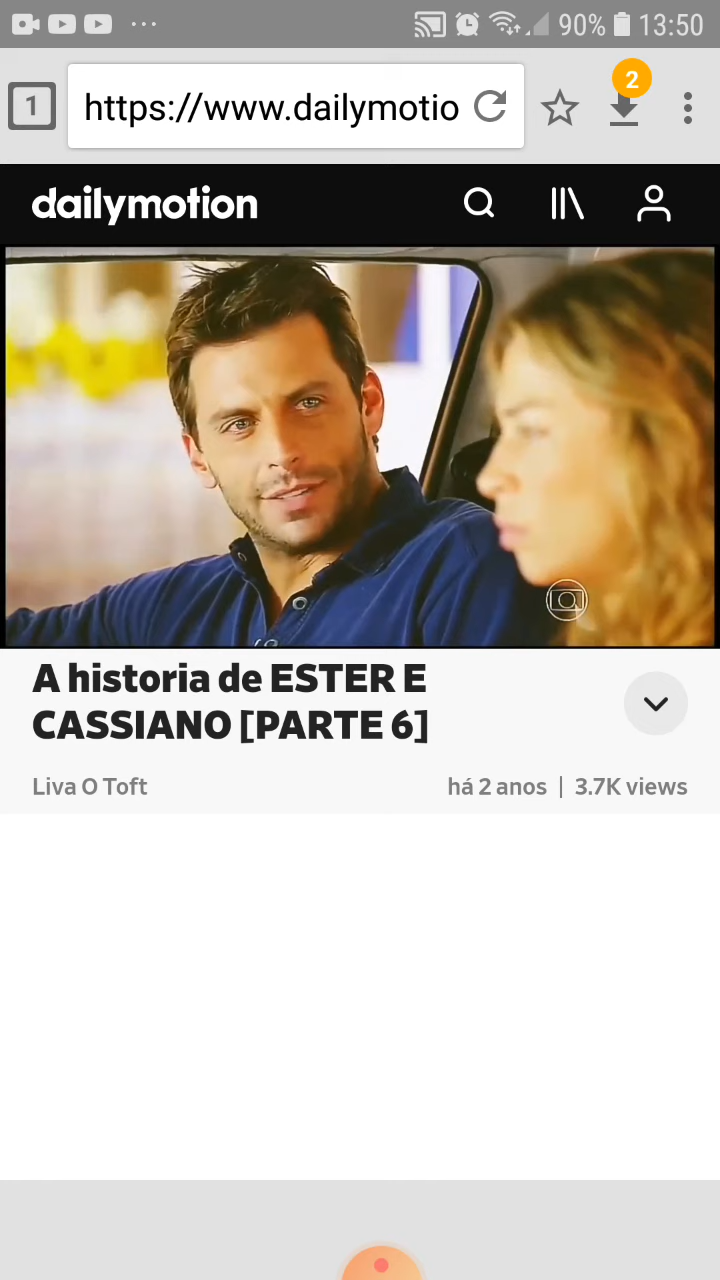 90% 13:50
1 https://www.dailymotio 2
dailymotion
A historia de ESTER E
CASSIANO [PARTE 6]
Liva O Toft há 2 anos | 3.7K views